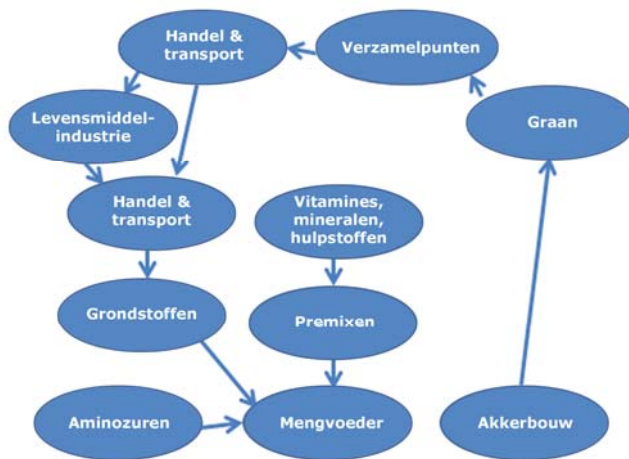 Handel &
transport
Verzamelpunten
Levensmiddel-
industrie
Graan
Handel &
transport
Vitamines,
mineralen,
hulpstoffen
Grondstoffen
Premixen
Aminozuren
Mengvoeder
Akkerbouw